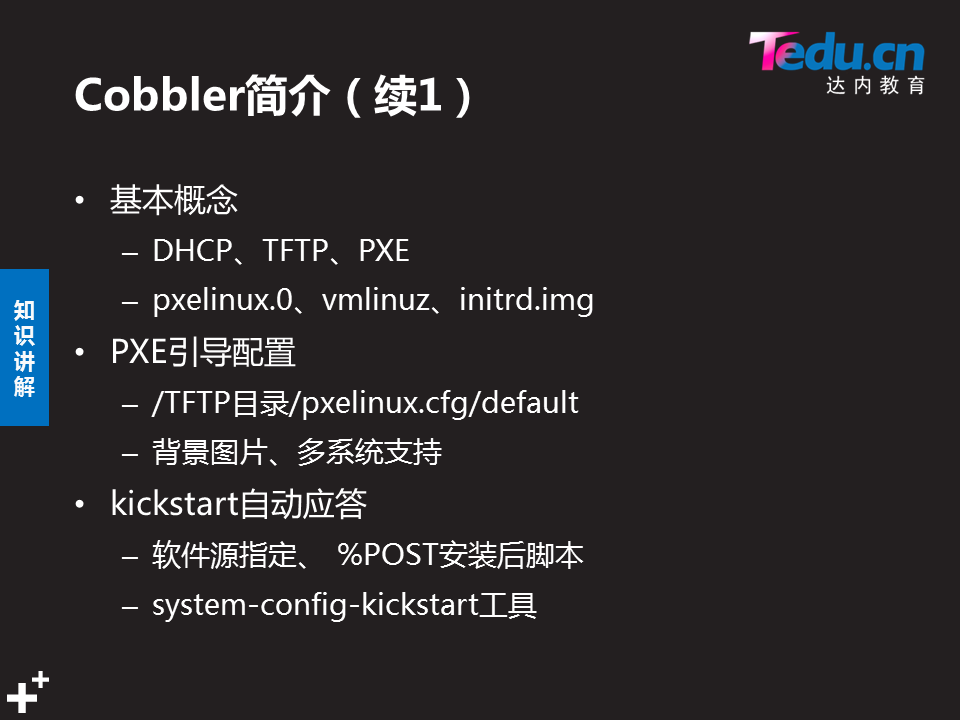 Tedu.cn
达内教育
Cobbler简介（续1）
• 基本概念
– DHCP、TFTP、PXE
– pxelinux.0、vmlinuz、initrd.img
• PXE引导配置
– /TFTP目录/pxelinux.cfg/default
– 背景图片、多系统支持
• kickstart自动应答
– 软件源指定、 %POST安装后脚本
– system-config-kickstart工具
知识讲解